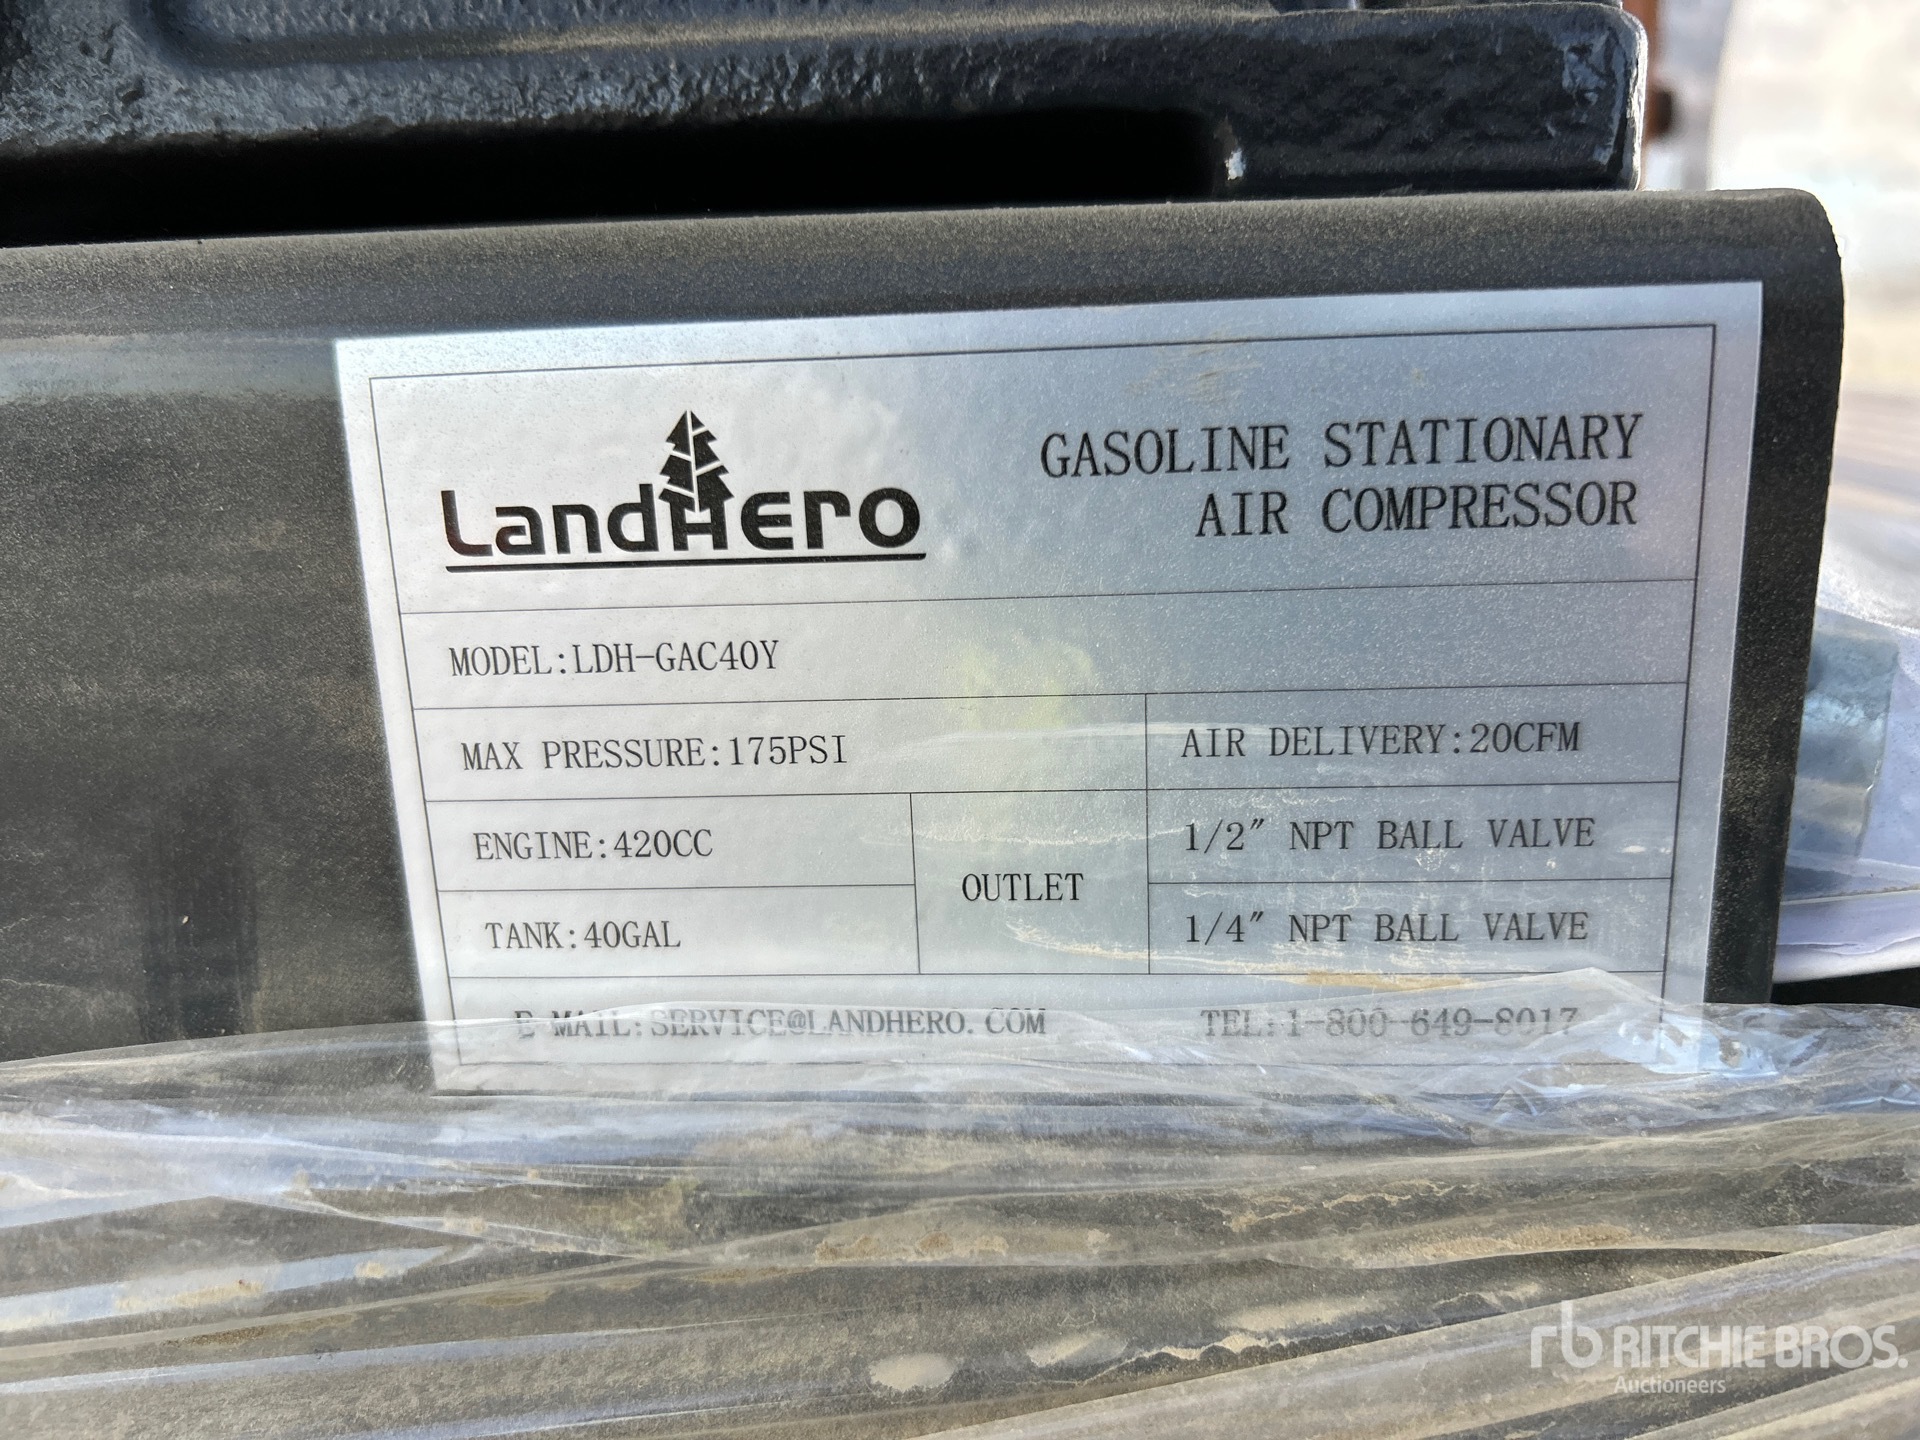 LandHero
GASOLINE STATIONARY
AIR COMPRESSOR
MODEL:LDH-GAC40Y
MAX PRESSURE:175PSI
AIR DELIVERY:20CFM
ENGINE:420CC
TANK:40GAL
OUTLET
1/2" NPT BALL VALVE
1/4" NPT BALL VALVE
E-MAIL:SERVICE@LANDHERO.COM
TEL:1-800-649-8017
rb RITCHIE BROS.
Auctioneers